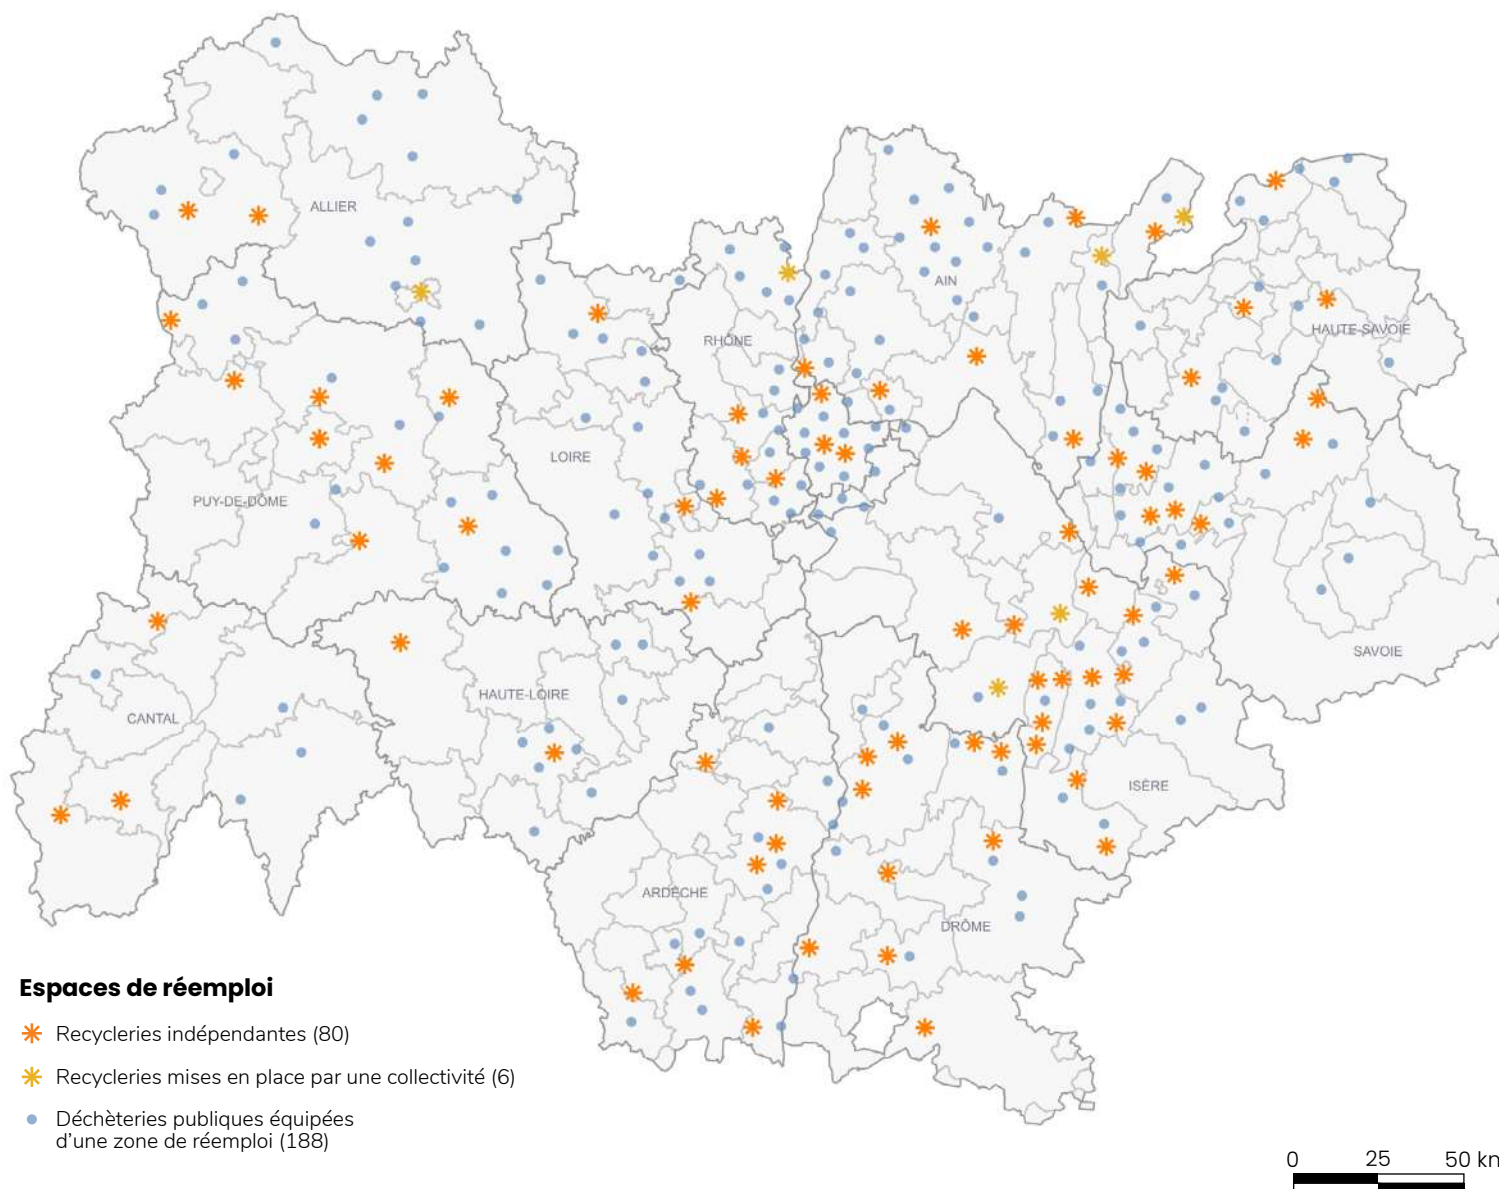 ALLIER
AIN
HAUTE-SAVOIE
RHÔNE
LOIRE
PUY-DE-DÔME
SAVOIE
HAUTE-LOIRE
CANTAL
ISÈRE
ARDÈCHE
DRÔME
Espaces de réemploi
Recycleries indépendantes (80)
Recycleries mises en place par une collectivité (6)
Déchèteries publiques équipées
d'une zone de réemploi (188)
0 25 50 km